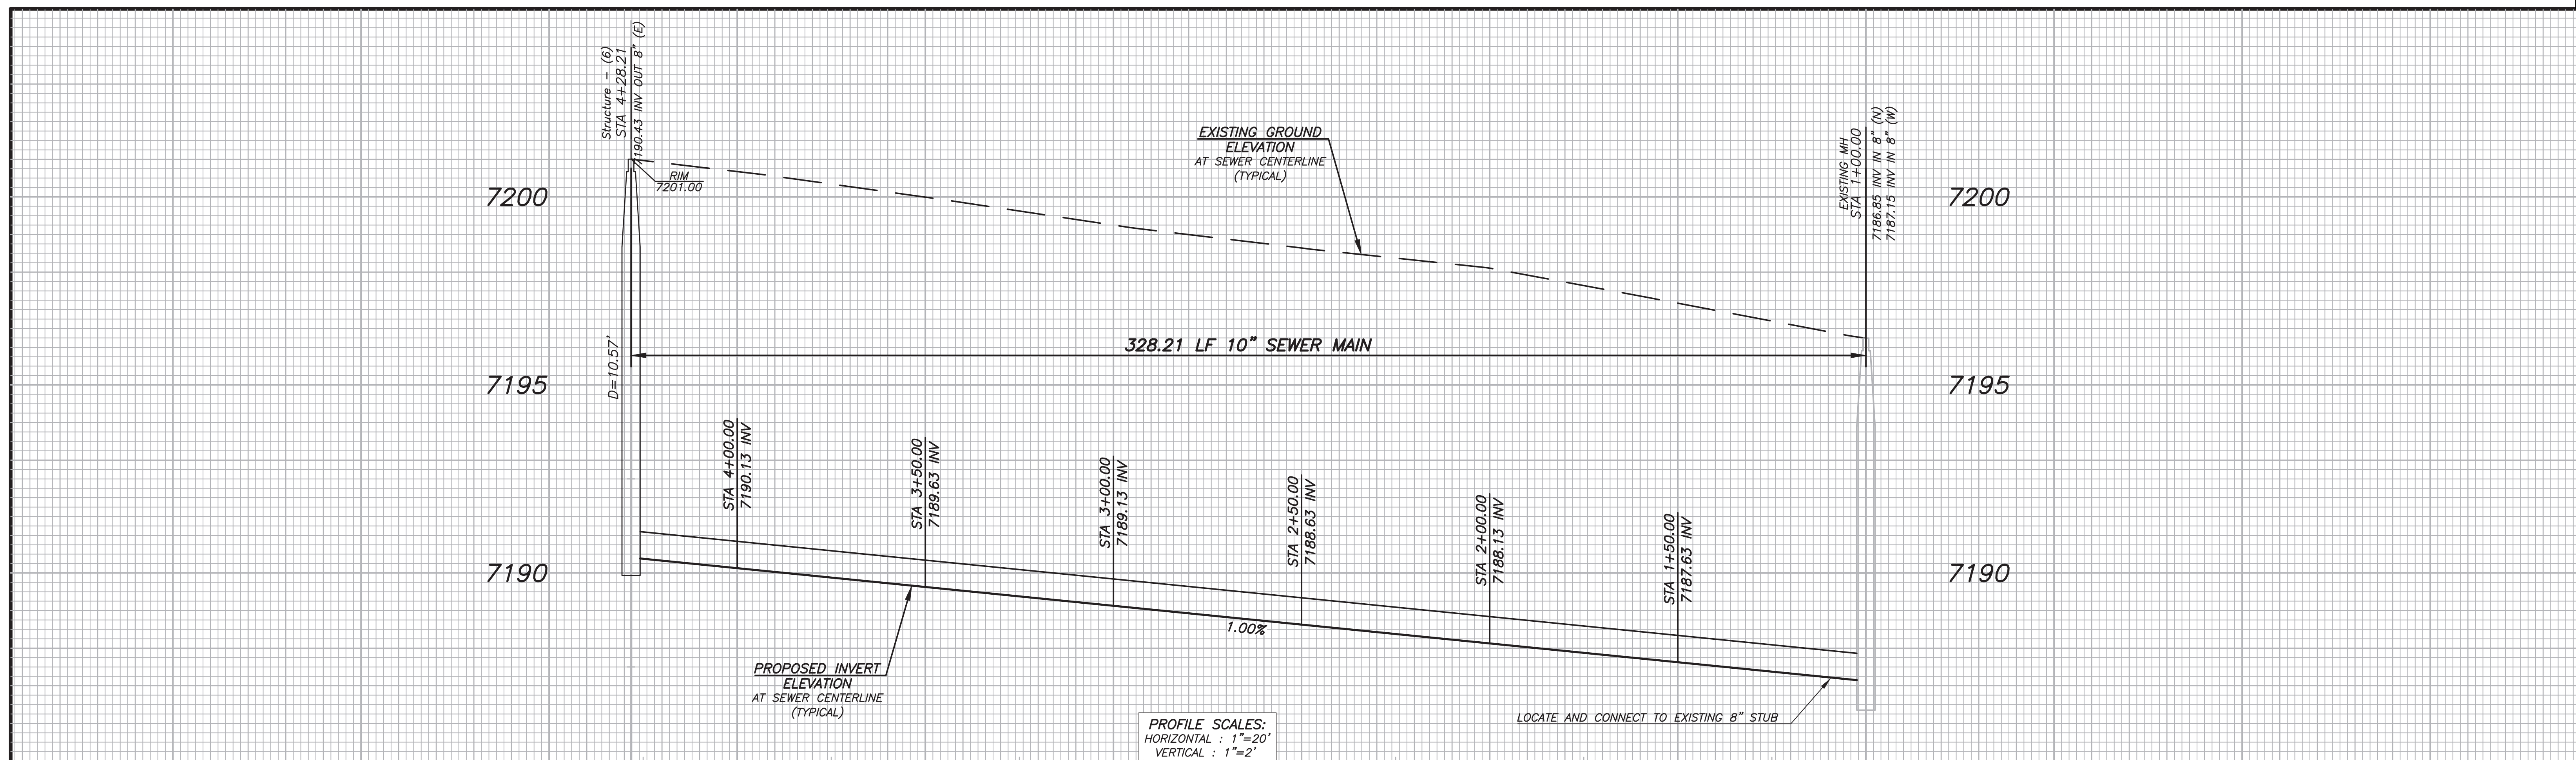 Structure - (6)
STA 4+28.21
7190.43 INV OUT 8" (E)
RIM
7201.00
EXISTING GROUND
ELEVATION
AT SEWER CENTERLINE
(TYPICAL)
EXISTING MH
STA 1+00.00
7186.85 INV IN 8" (N)
7187.15 INV IN 8" (W)
7200
7200
328.21 LF 10" SEWER MAIN
D=10.57'
7195
7195
STA 4+00.00
7190.13 INV
STA 3+50.00
7189.63 INV
STA 3+00.00
7189.13 INV
STA 2+50.00
7188.63 INV
STA 2+00.00
7188.13 INV
STA 1+50.00
7187.63 INV
7190
7190
1.00%
PROPOSED INVERT
ELEVATION
AT SEWER CENTERLINE
(TYPICAL)
LOCATE AND CONNECT TO EXISTING 8" STUB
PROFILE SCALES:
HORIZONTAL : 1"=20'
VERTICAL : 1"=2'